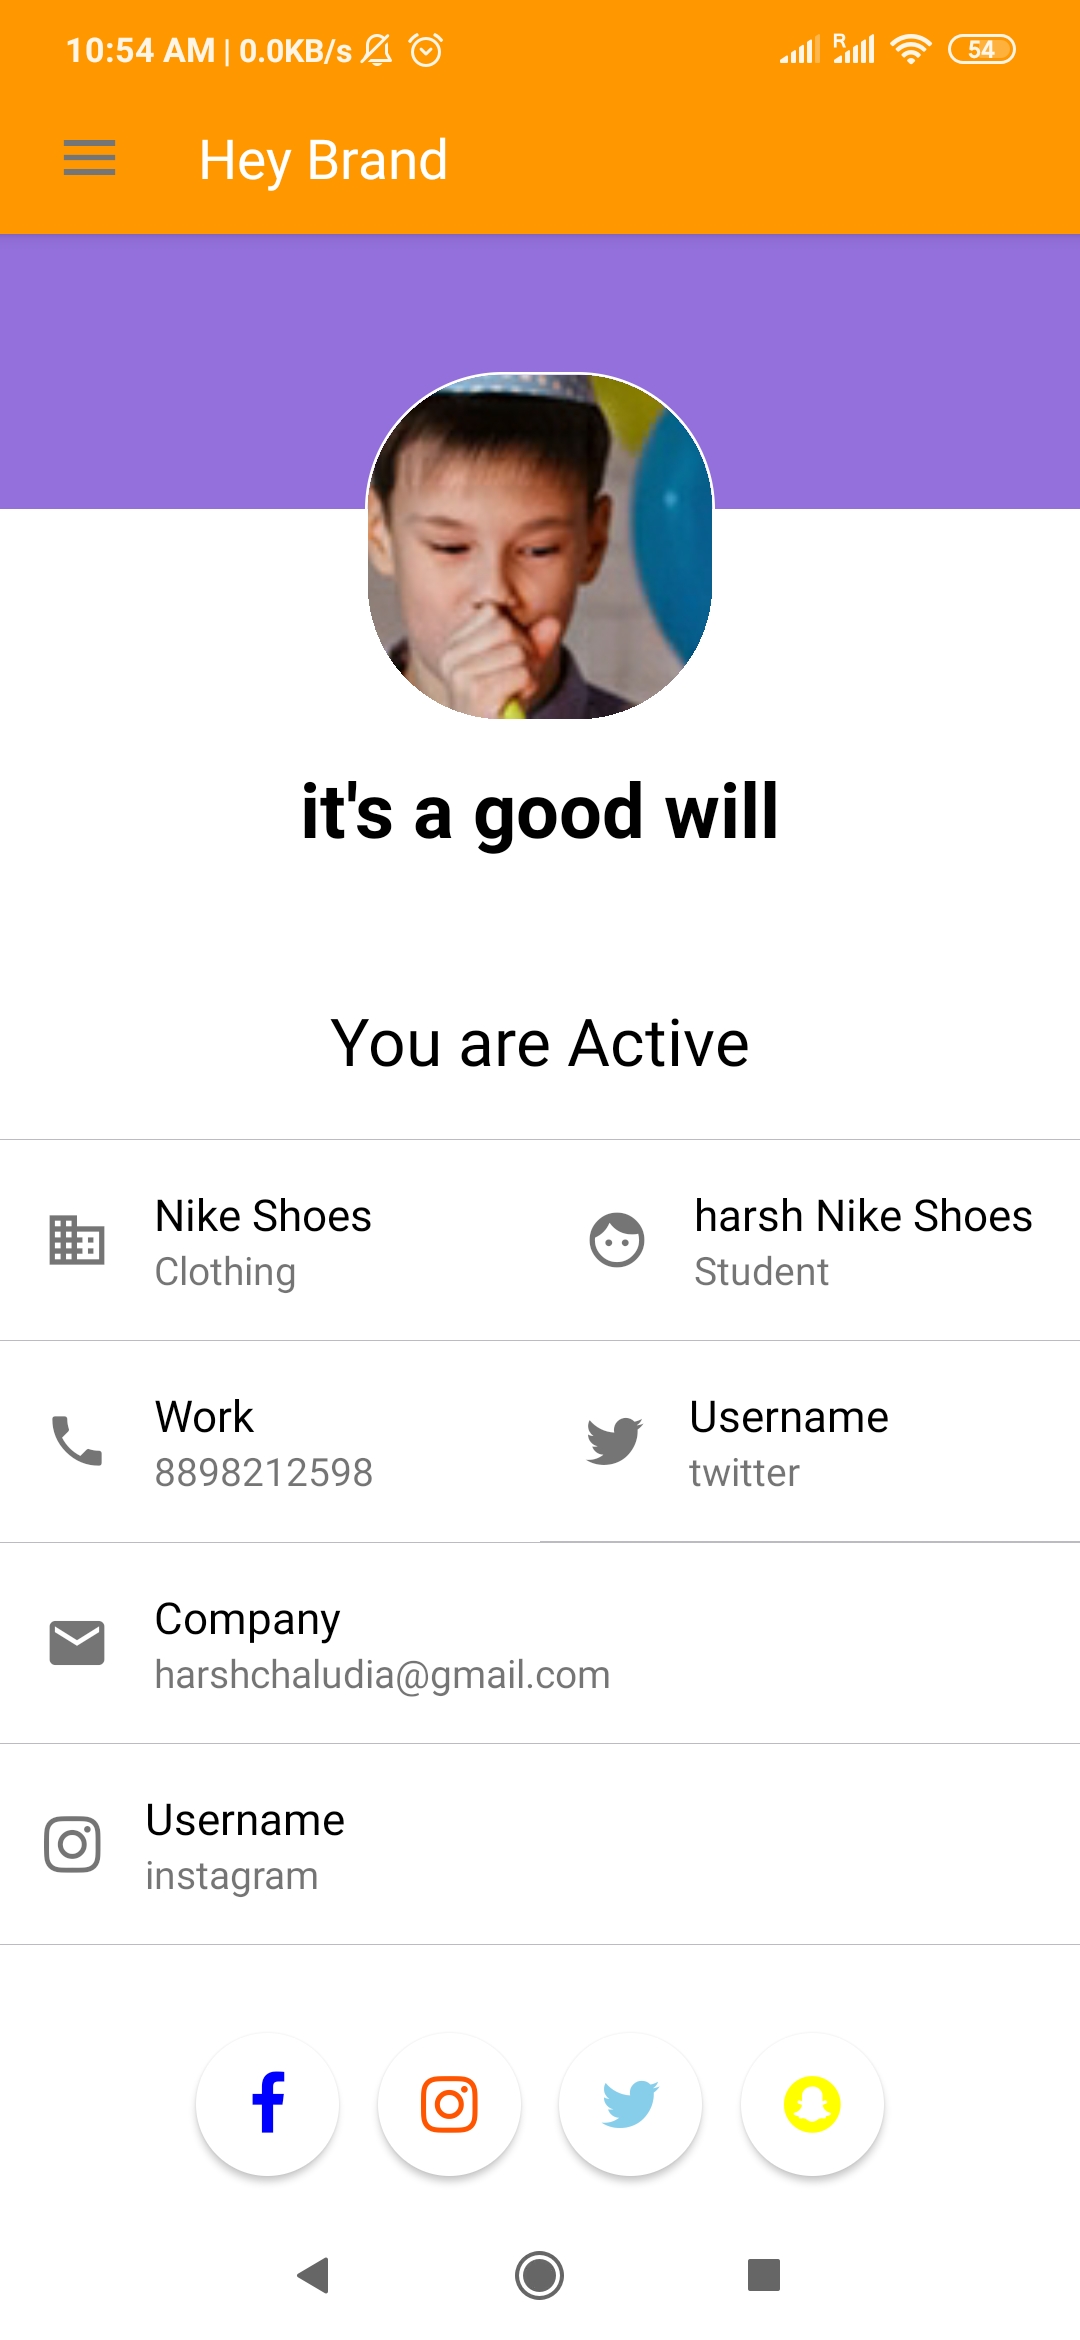 10:54 AM | 0.0KB/s
R
54
Hey Brand
it's a good will
You are Active
Nike Shoes
Clothing
harsh Nike Shoes
Student
Work
8898212598
Username
twitter
Company
harshchaludia@gmail.com
Username
instagram